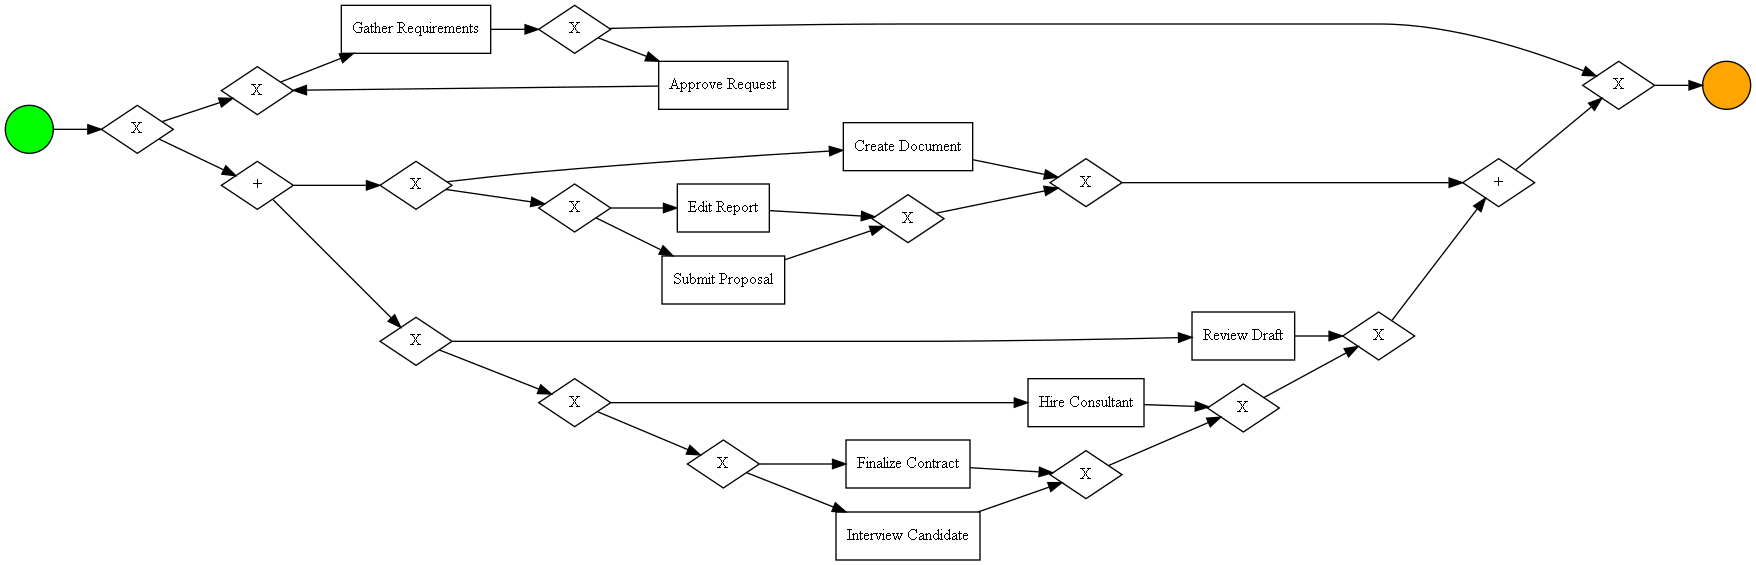 Gather Requirements
X
X
Approve Request
X
X
X
Create Document
+
X
X
+
X
Edit Report
X
Submit Proposal
X
Review Draft
X
X
Hire Consultant
X
X
Finalize Contract
X
Interview Candidate